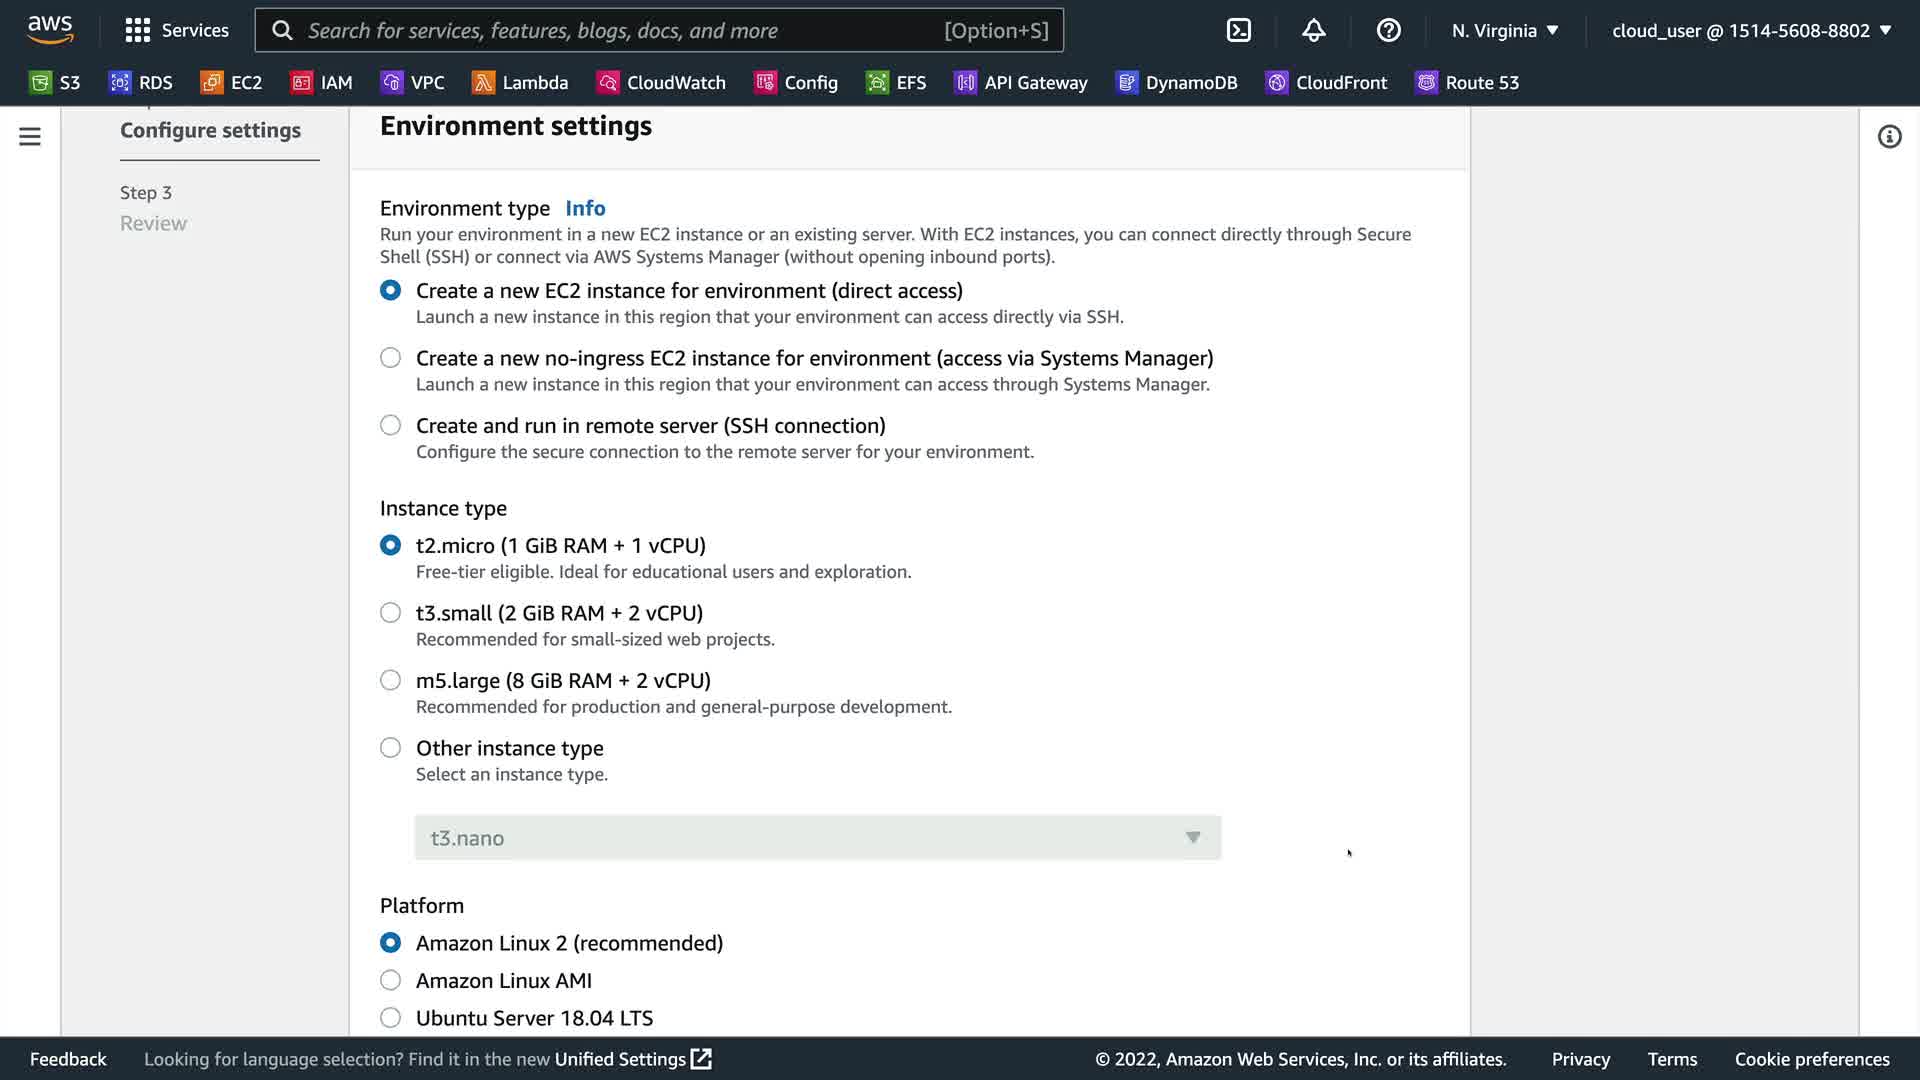 aws
Services
Search for services, features, blogs, docs, and more [Option+S]
N. Virginia
cloud_user @ 1514-5608-8802
S3 RDS EC2 IAM VPC Lambda CloudWatch Config EFS API Gateway DynamoDB CloudFront Route 53
Configure settings
Step 3
Review
Environment settings
Environment type Info
Run your environment in a new EC2 instance or an existing server. With EC2 instances, you can connect directly through Secure
Shell (SSH) or connect via AWS Systems Manager (without opening inbound ports).
Create a new EC2 instance for environment (direct access)
Launch a new instance in this region that your environment can access directly via SSH.
Create a new no-ingress EC2 instance for environment (access via Systems Manager)
Launch a new instance in this region that your environment can access through Systems Manager.
Create and run in remote server (SSH connection)
Configure the secure connection to the remote server for your environment.
Instance type
t2.micro (1 GiB RAM + 1 vCPU)
Free-tier eligible. Ideal for educational users and exploration.
t3.small (2 GiB RAM + 2 vCPU)
Recommended for small-sized web projects.
m5.large (8 GiB RAM + 2 vCPU)
Recommended for production and general-purpose development.
Other instance type
Select an instance type.
t3.nano
Platform
Amazon Linux 2 (recommended)
Amazon Linux AMI
Ubuntu Server 18.04 LTS
Feedback
Looking for language selection? Find it in the new Unified Settings
© 2022, Amazon Web Services, Inc. or its affiliates.
Privacy
Terms
Cookie preferences